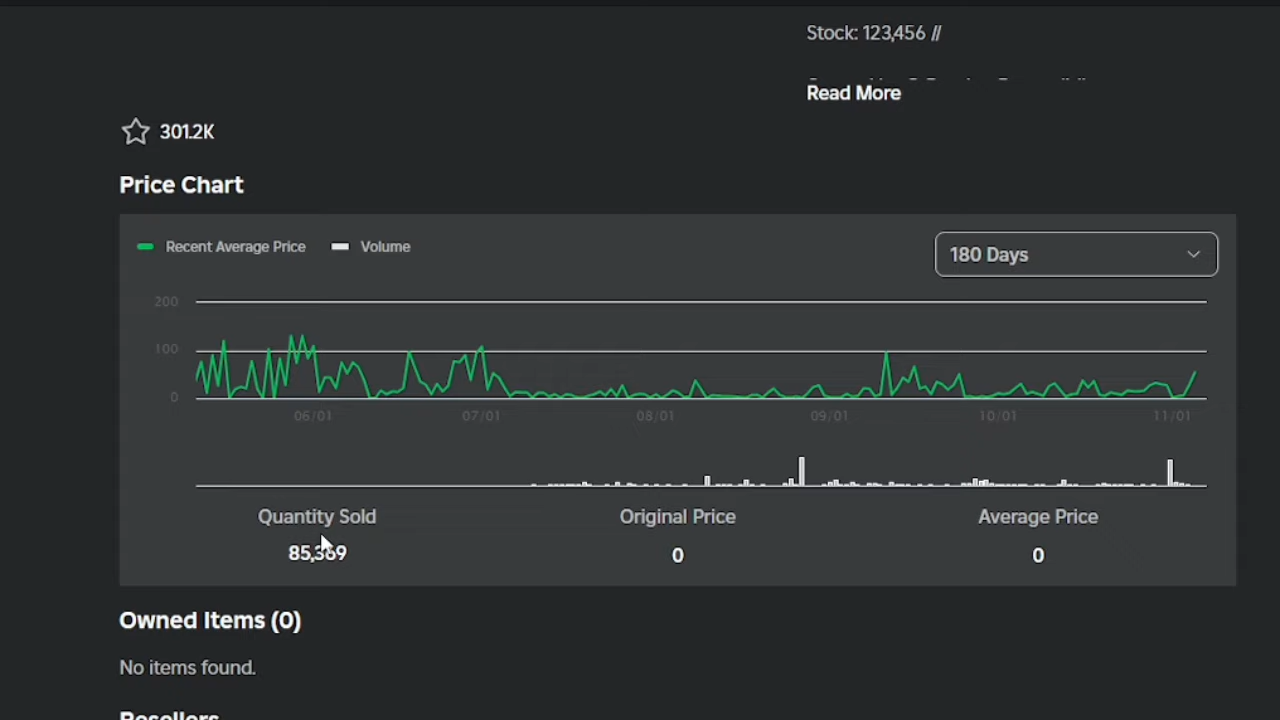 Stock: 123,456 //
Read More
301.2K
Price Chart
Recent Average Price
Volume
180 Days
200
100
0
06/01
07/01
08/01
09/01
10/01
11/01
Quantity Sold
Original Price
Average Price
85,369
0
0
Owned Items (0)
No items found.
Resellers